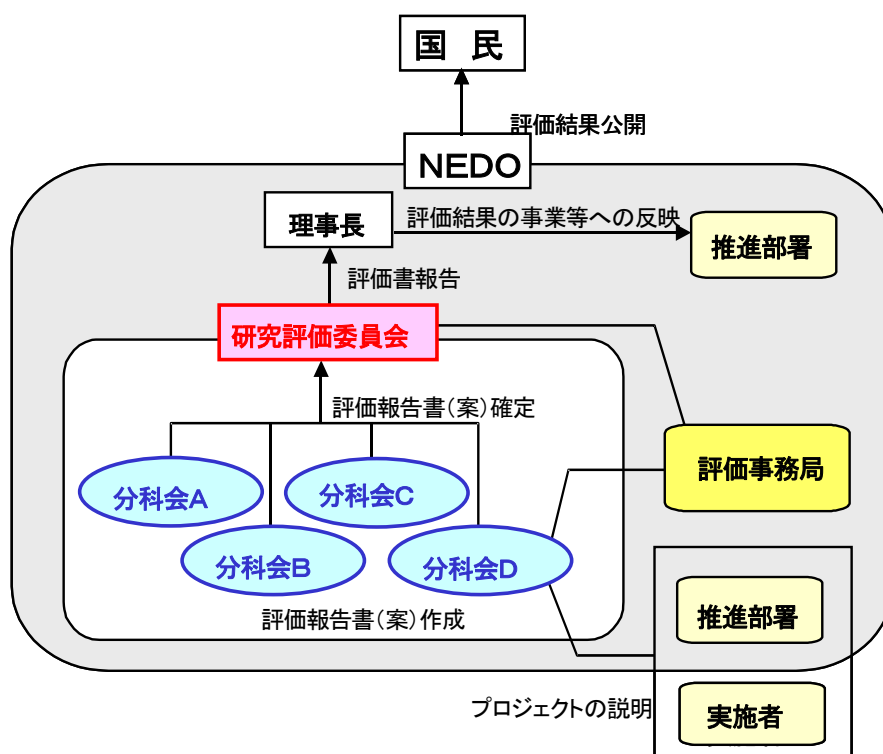 国 民
評価結果公開
NEDO
理事長
評価結果の事業等への反映
推進部署
評価書報告
研究評価委員会
評価報告書(案)確定
評価事務局
分科会A
分科会C
分科会B
分科会D
評価報告書(案)作成
推進部署
プロジェクトの説明
実施者